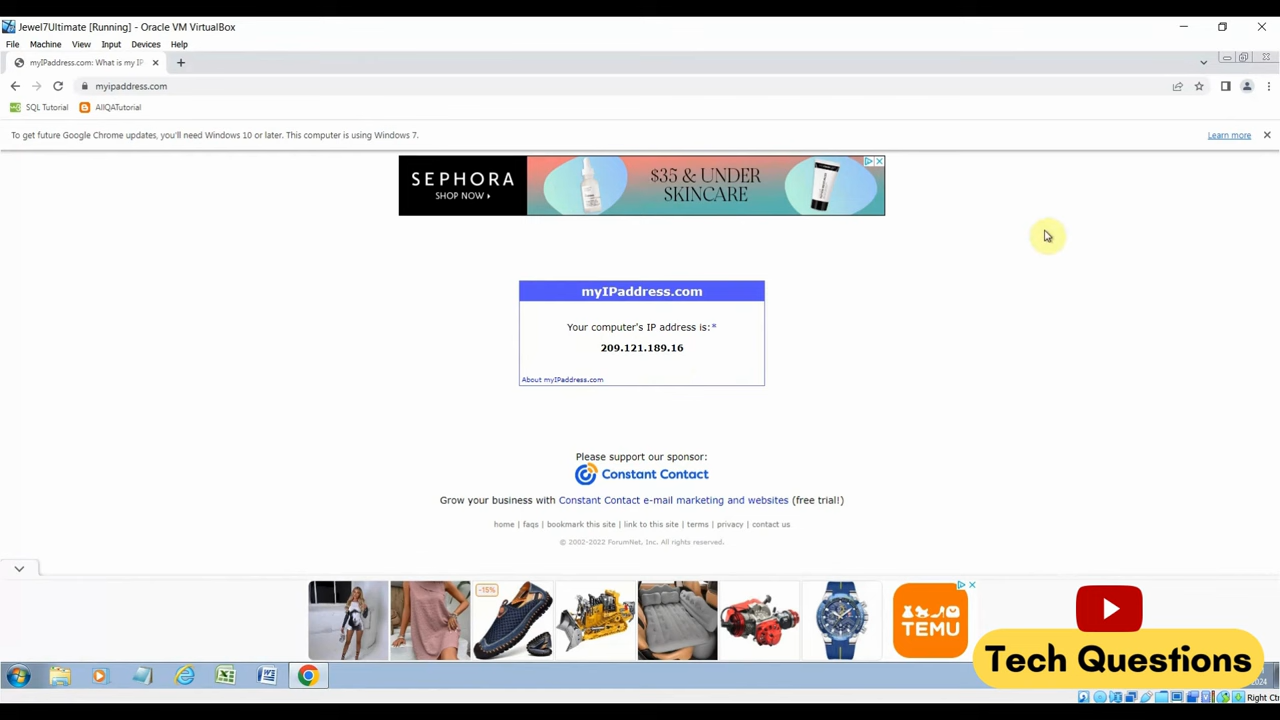 Jewel7Ultimate [Running] - Oracle VM VirtualBox
File Machine View Input Devices Help
myIPaddress.com: What is my IP
myipaddress.com
SQL Tutorial AllQATutorial
To get future Google Chrome updates, you'll need Windows 10 or later. This computer is using Windows 7.
Learn more
SEPHORA
SHOP NOW
$35 & UNDER
SKINCARE
myIPaddress.com
Your computer's IP address is:*
209.121.189.16
About myIPaddress.com
Please support our sponsor:
Constant Contact
Grow your business with Constant Contact e-mail marketing and websites (free trial!)
home | faqs | bookmark this site | link to this site | terms | privacy | contact us
© 2002-2022 ForumNet, Inc. All rights reserved.
-15%
TEMU
Tech Questions
2024
Right Ctr